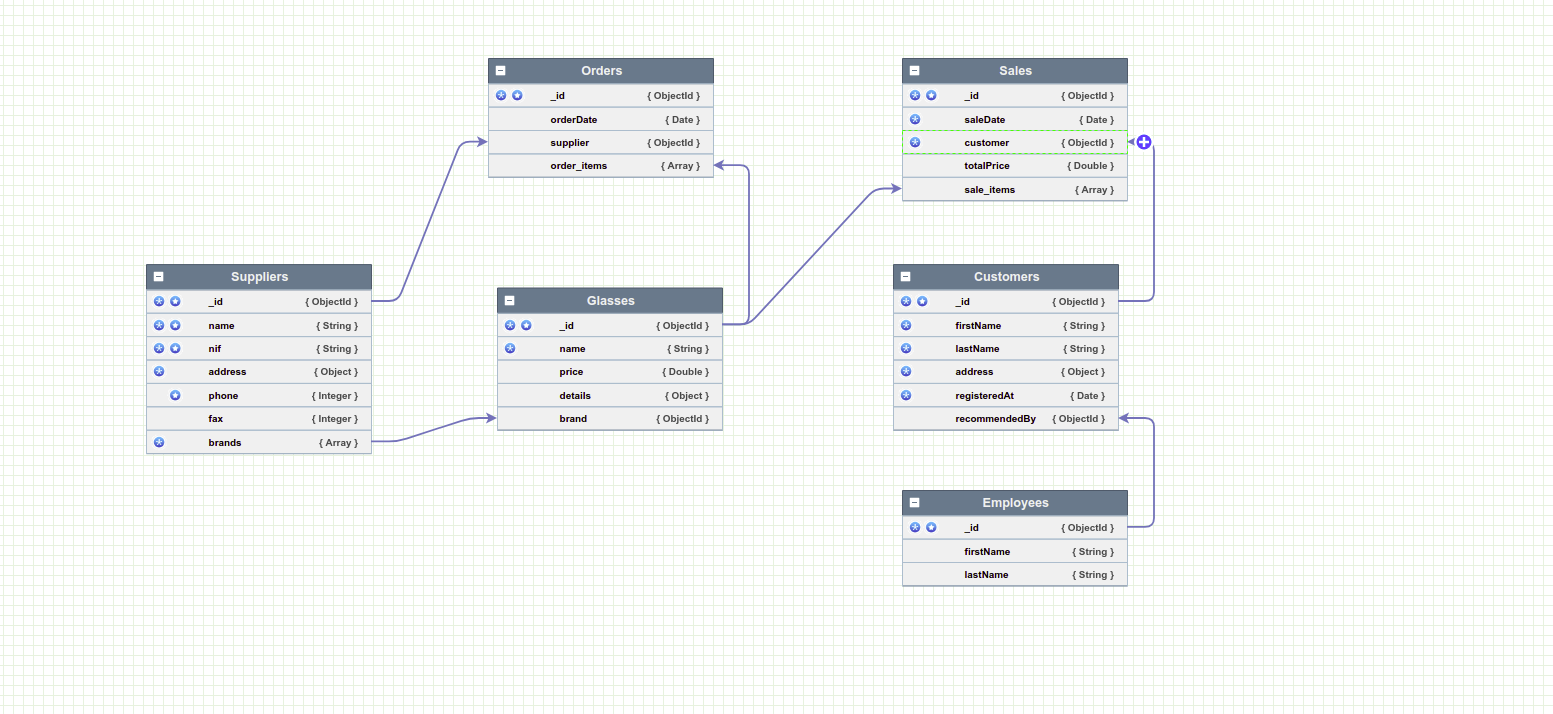 Orders
_id { ObjectId }
orderDate { Date }
supplier { ObjectId }
order_items { Array }
Sales
_id { ObjectId }
saleDate { Date }
customer { ObjectId }
totalPrice { Double }
sale_items { Array }
Suppliers
_id { ObjectId }
name { String }
nif { String }
address { Object }
phone { Integer }
fax { Integer }
brands { Array }
Glasses
_id { ObjectId }
name { String }
price { Double }
details { Object }
brand { ObjectId }
Customers
_id { ObjectId }
firstName { String }
lastName { String }
address { Object }
registeredAt { Date }
recommendedBy { ObjectId }
Employees
_id { ObjectId }
firstName { String }
lastName { String }